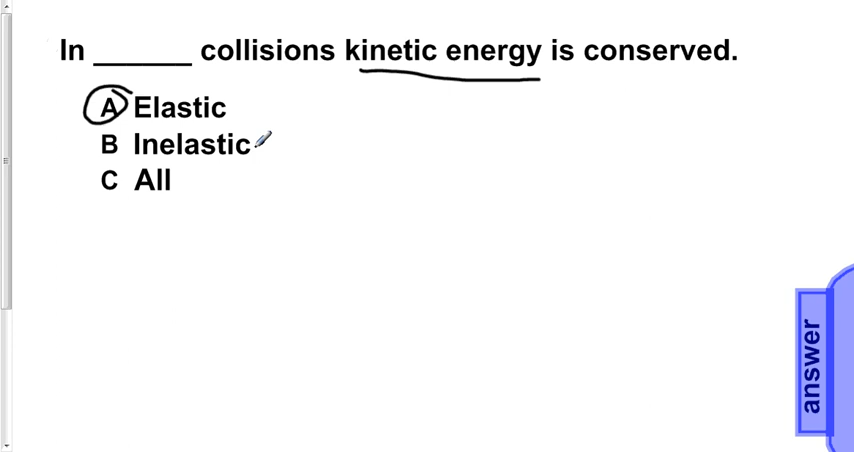 In ______ collisions kinetic energy is conserved.
A Elastic
B Inelastic
C All
answer